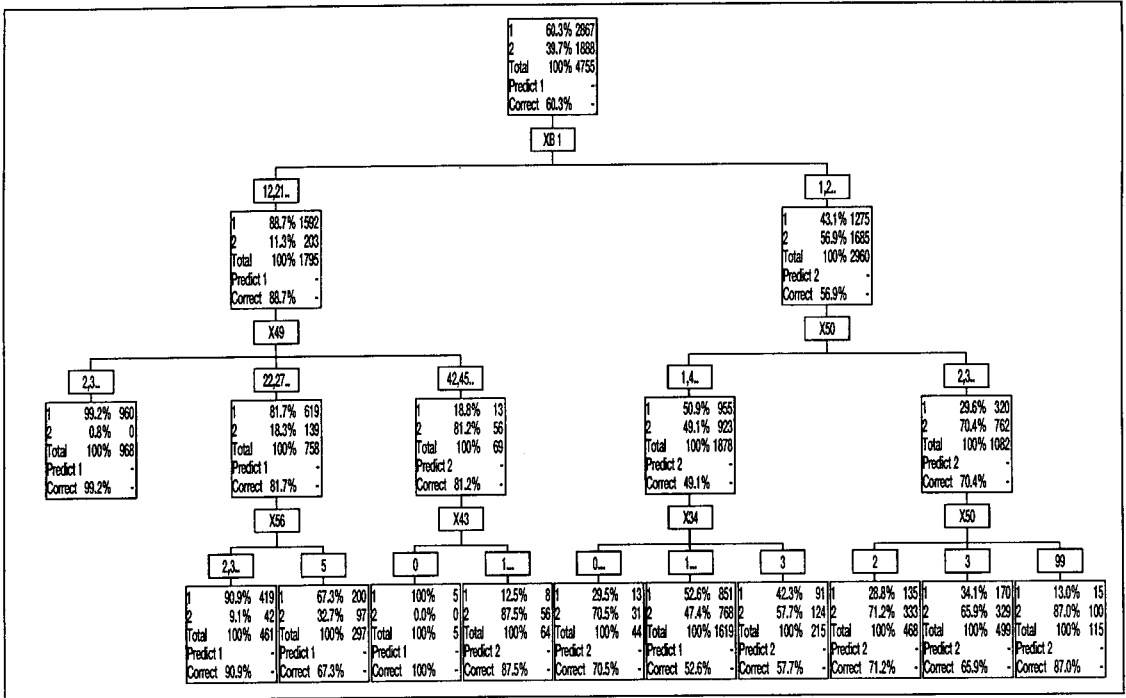 1 60.3% 2867
2 39.7% 1888
Total 100% 4755
Predict 1 -
Correct 60.3% -
XB 1
12,21..
1,2..
1 88.7% 1592
2 11.3% 203
Total 100% 1795
Predict 1 -
Correct 88.7% -
1 43.1% 1275
2 56.9% 1685
Total 100% 2960
Predict 2 -
Correct 56.9% -
X49
X50
2,3..
22,27..
42,45..
1,4..
2,3..
1 99.2% 960
2 0.8% 0
Total 100% 968
Predict 1 -
Correct 99.2% -
1 81.7% 619
2 18.3% 139
Total 100% 758
Predict 1 -
Correct 81.7% -
1 18.8% 13
2 81.2% 56
Total 100% 69
Predict 2 -
Correct 81.2% -
1 50.9% 955
2 49.1% 923
Total 100% 1878
Predict 2 -
Correct 49.1% -
1 29.6% 320
2 70.4% 762
Total 100% 1082
Predict 2 -
Correct 70.4% -
X56
X43
X34
X50
2,3..
5
0
1...
0...
1...
3
2
3
99
1 90.9% 419
2 9.1% 42
Total 100% 461
Predict 1 -
Correct 90.9% -
1 67.3% 200
2 32.7% 97
Total 100% 297
Predict 1 -
Correct 67.3% -
1 100% 5
2 0.0% 0
Total 100% 5
Predict 1 -
Correct 100% -
1 12.5% 8
2 87.5% 56
Total 100% 64
Predict 2 -
Correct 87.5% -
1 29.5% 13
2 70.5% 31
Total 100% 44
Predict 2 -
Correct 70.5% -
1 52.6% 851
2 47.4% 768
Total 100% 1619
Predict 1 -
Correct 52.6% -
1 42.3% 91
2 57.7% 124
Total 100% 215
Predict 2 -
Correct 57.7% -
1 28.8% 135
2 71.2% 333
Total 100% 468
Predict 2 -
Correct 71.2% -
1 34.1% 170
2 65.9% 329
Total 100% 499
Predict 2 -
Correct 65.9% -
1 13.0% 15
2 87.0% 100
Total 100% 115
Predict 2 -
Correct 87.0% -